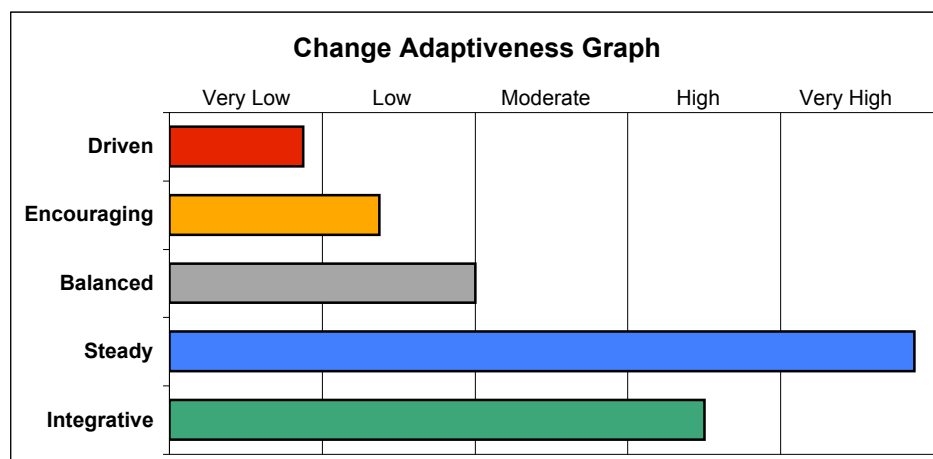 Change Adaptiveness Graph
Very Low Low Moderate High Very High
Driven
Encouraging
Balanced
Steady
Integrative